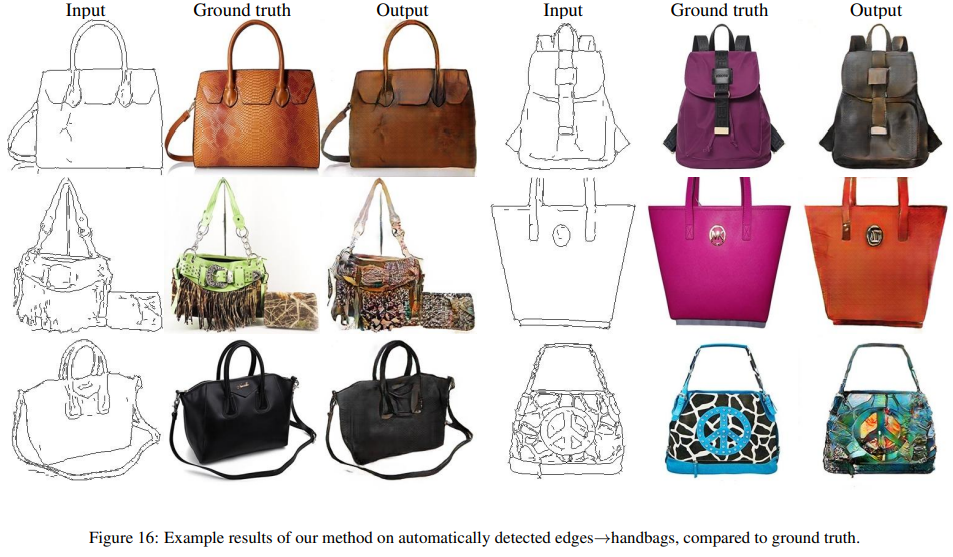 Input Ground truth Output Input Ground truth Output
Figure 16: Example results of our method on automatically detected edges→handbags, compared to ground truth.